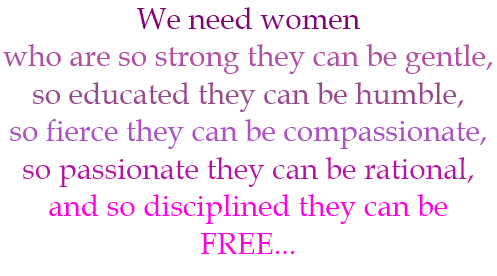 We need women
who are so strong they can be gentle,
so educated they can be humble,
so fierce they can be compassionate,
so passionate they can be rational,
and so disciplined they can be
FREE...